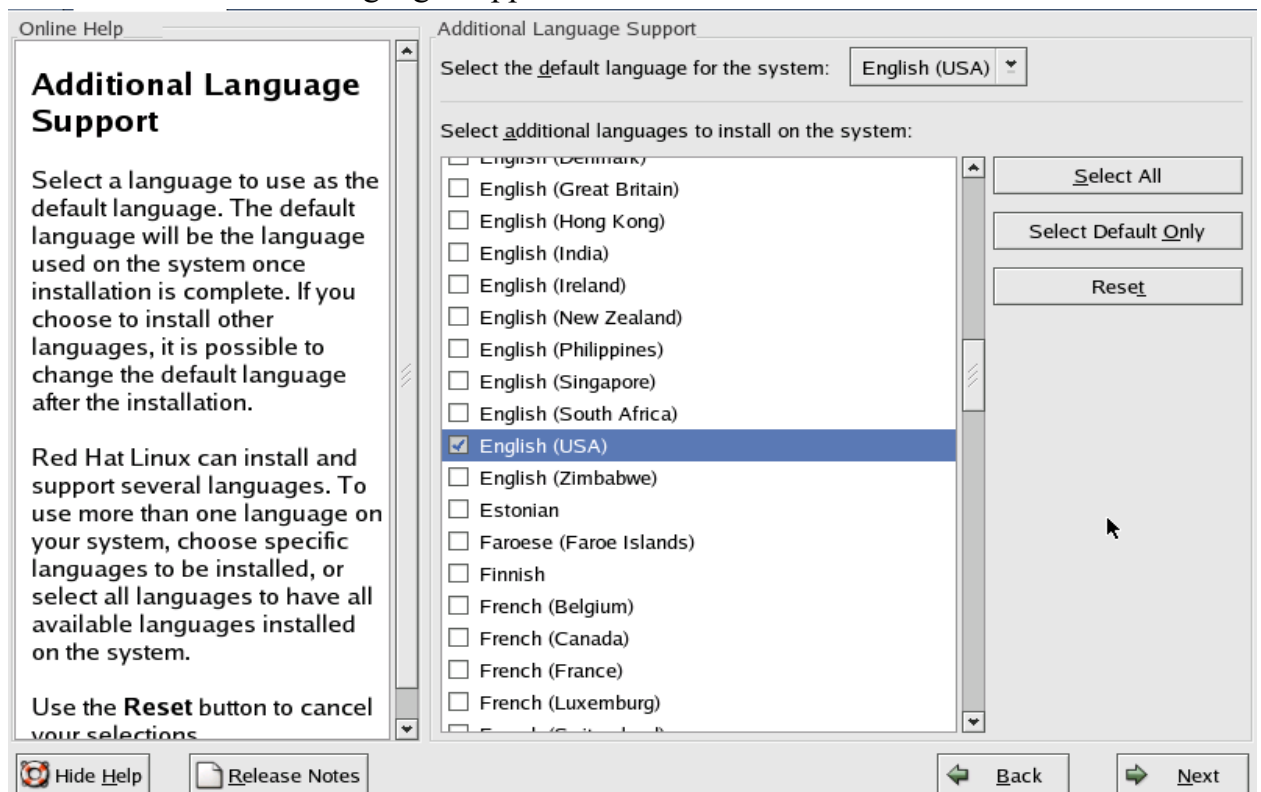 Online Help
Additional Language
Support
Select a language to use as the
default language. The default
language will be the language
used on the system once
installation is complete. If you
choose to install other
languages, it is possible to
change the default language
after the installation.
Red Hat Linux can install and
support several languages. To
use more than one language on
your system, choose specific
languages to be installed, or
select all languages to have all
available languages installed
on the system.
Use the Reset button to cancel
your selections
Additional Language Support
Select the default language for the system: English (USA)
Select additional languages to install on the system:
English (Denmark)
English (Great Britain)
English (Hong Kong)
English (India)
English (Ireland)
English (New Zealand)
English (Philippines)
English (Singapore)
English (South Africa)
English (USA)
English (Zimbabwe)
Estonian
Faroese (Faroe Islands)
Finnish
French (Belgium)
French (Canada)
French (France)
French (Luxemburg)
Select All
Select Default Only
Reset
Hide Help
Release Notes
Back
Next